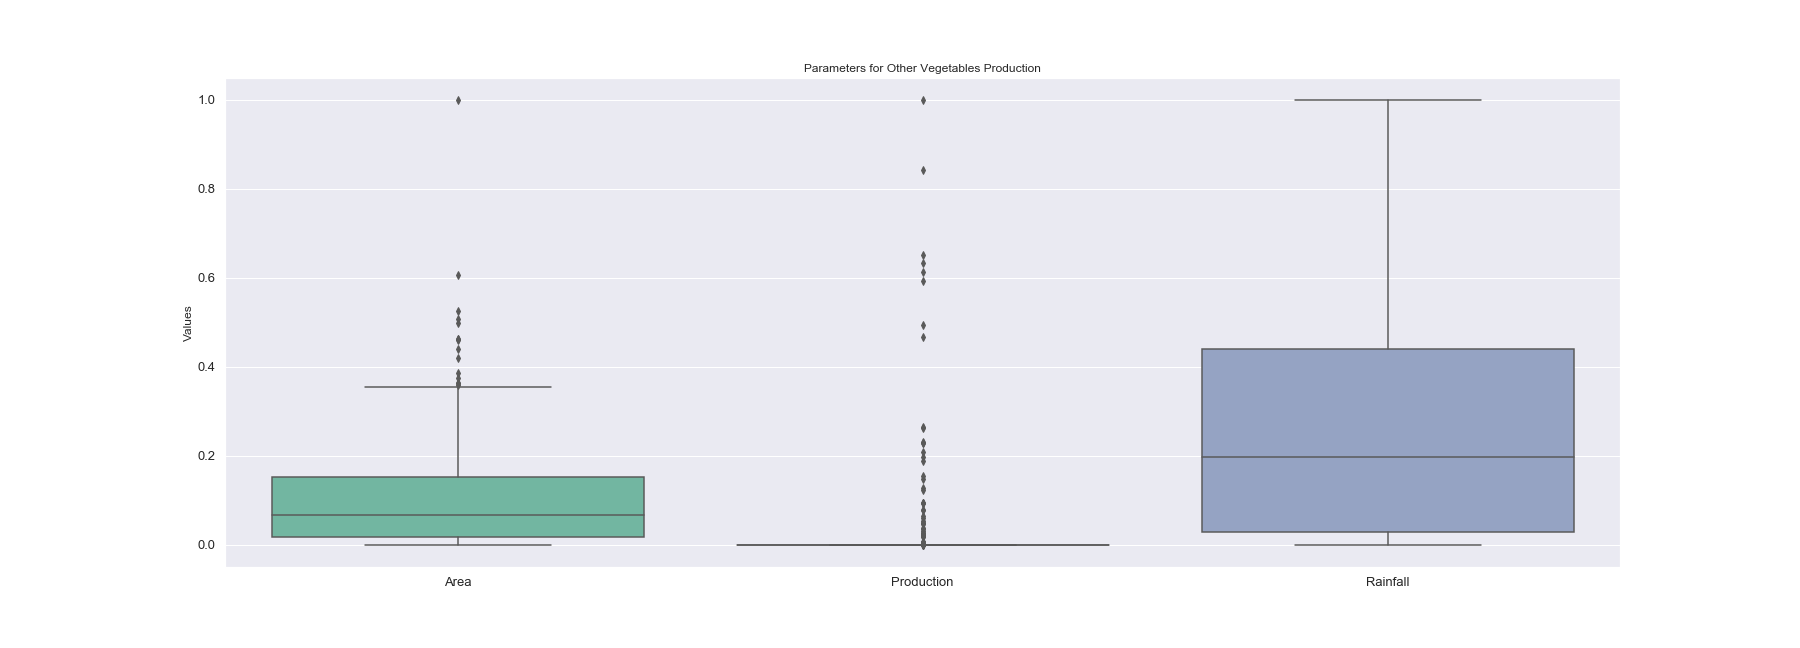 Parameters for Other Vegetables Production
1.0
0.8
0.6
0.4
0.2
0.0
Values
Area
Production
Rainfall